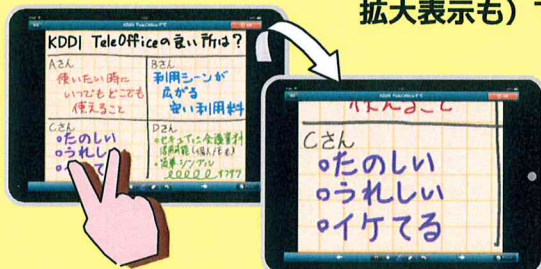 拡大表示も）
KDDI TeleOfficeの良い所は？
Aさん
使いたい時に
いつでもどこでも
使えること
Bさん
利用シーンが
広がる
安い利用料
Cさん
・たのしい
・うれしい
Dさん
・簡単シンプル
使えること
Cさん
・たのしい
・うれしい
・イケてる